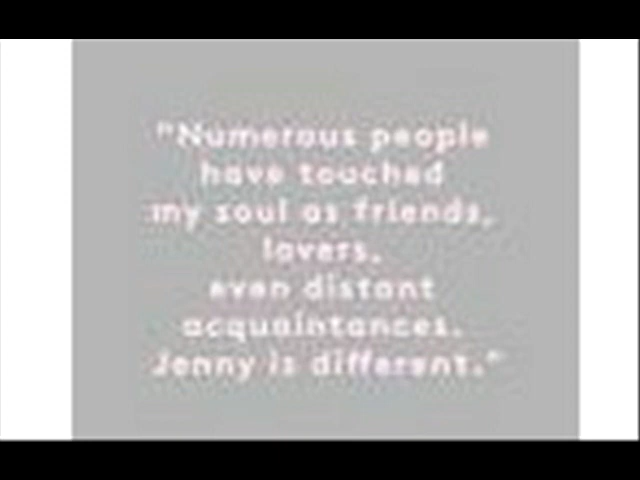 "Numerous people
have touched
my soul as friends,
lovers,
even distant
acquaintances.
Jenny is different."